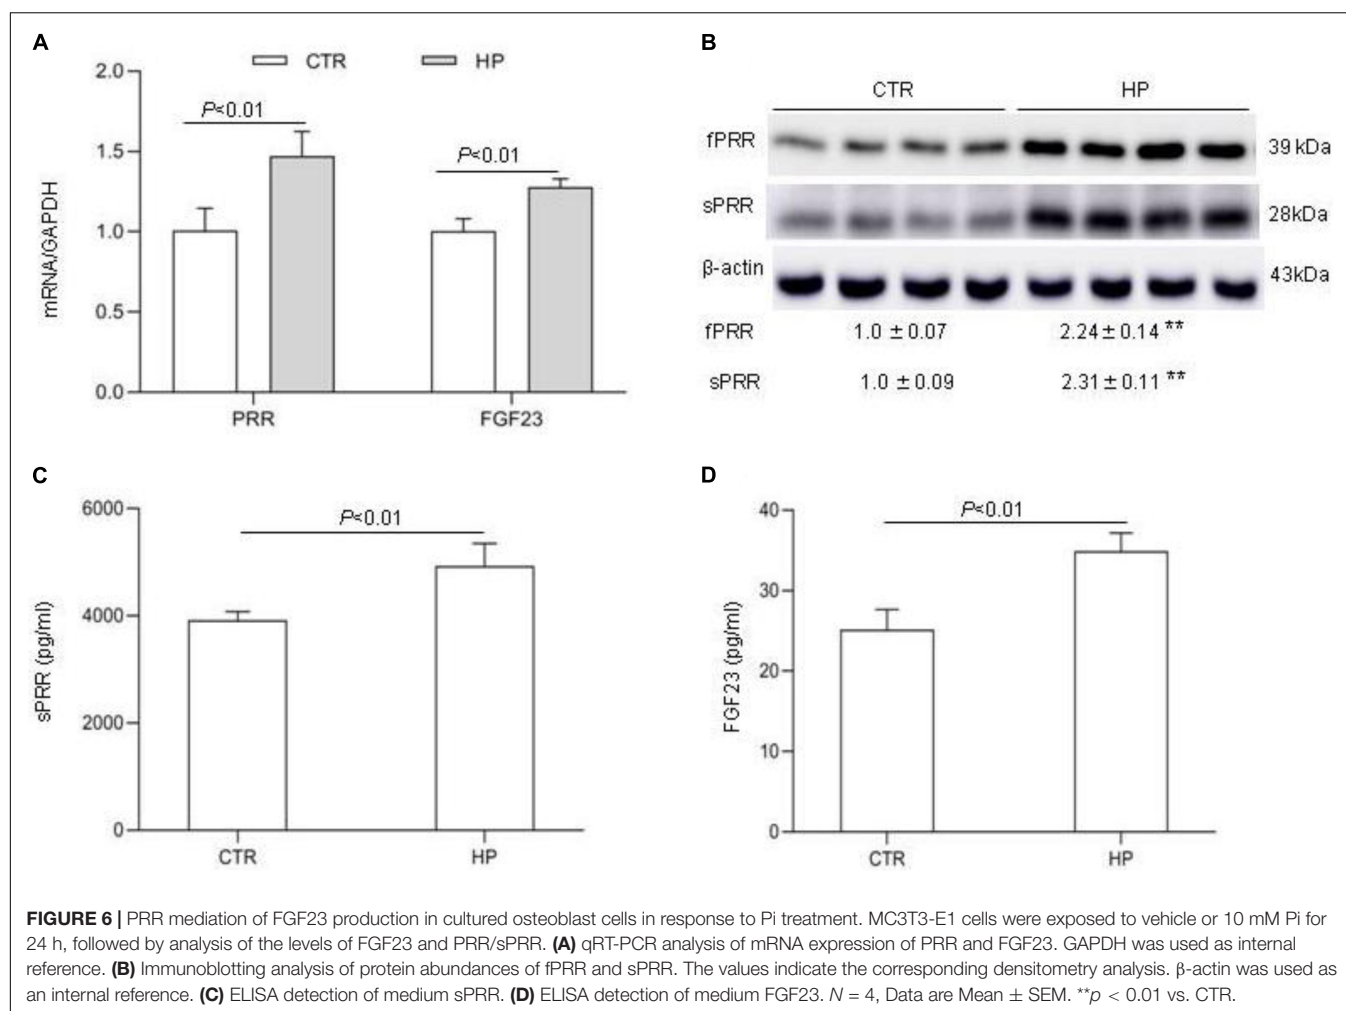 A
CTR HP
2.0
1.5
1.0
0.5
0.0
mRNA/GAPDH
P<0.01
P<0.01
PRR FGF23
B
CTR HP
fPRR 39 kDa
sPRR 28kDa
β-actin 43kDa
fPRR 1.0 ±0.07 2.24±0.14 **
sPRR 1.0 ±0.09 2.31±0.11 **
C
6000
4000
2000
0
sPRR (pg/ml)
P<0.01
CTR HP
D
40
30
20
10
0
FGF23 (pg/ml)
P<0.01
CTR HP
FIGURE 6 | PRR mediation of FGF23 production in cultured osteoblast cells in response to Pi treatment. MC3T3-E1 cells were exposed to vehicle or 10 mM Pi for
24 h, followed by analysis of the levels of FGF23 and PRR/sPRR. (A) qRT-PCR analysis of mRNA expression of PRR and FGF23. GAPDH was used as internal
reference. (B) Immunoblotting analysis of protein abundances of fPRR and sPRR. The values indicate the corresponding densitometry analysis. β-actin was used as
an internal reference. (C) ELISA detection of medium sPRR. (D) ELISA detection of medium FGF23. N = 4, Data are Mean ± SEM. **p < 0.01 vs. CTR.